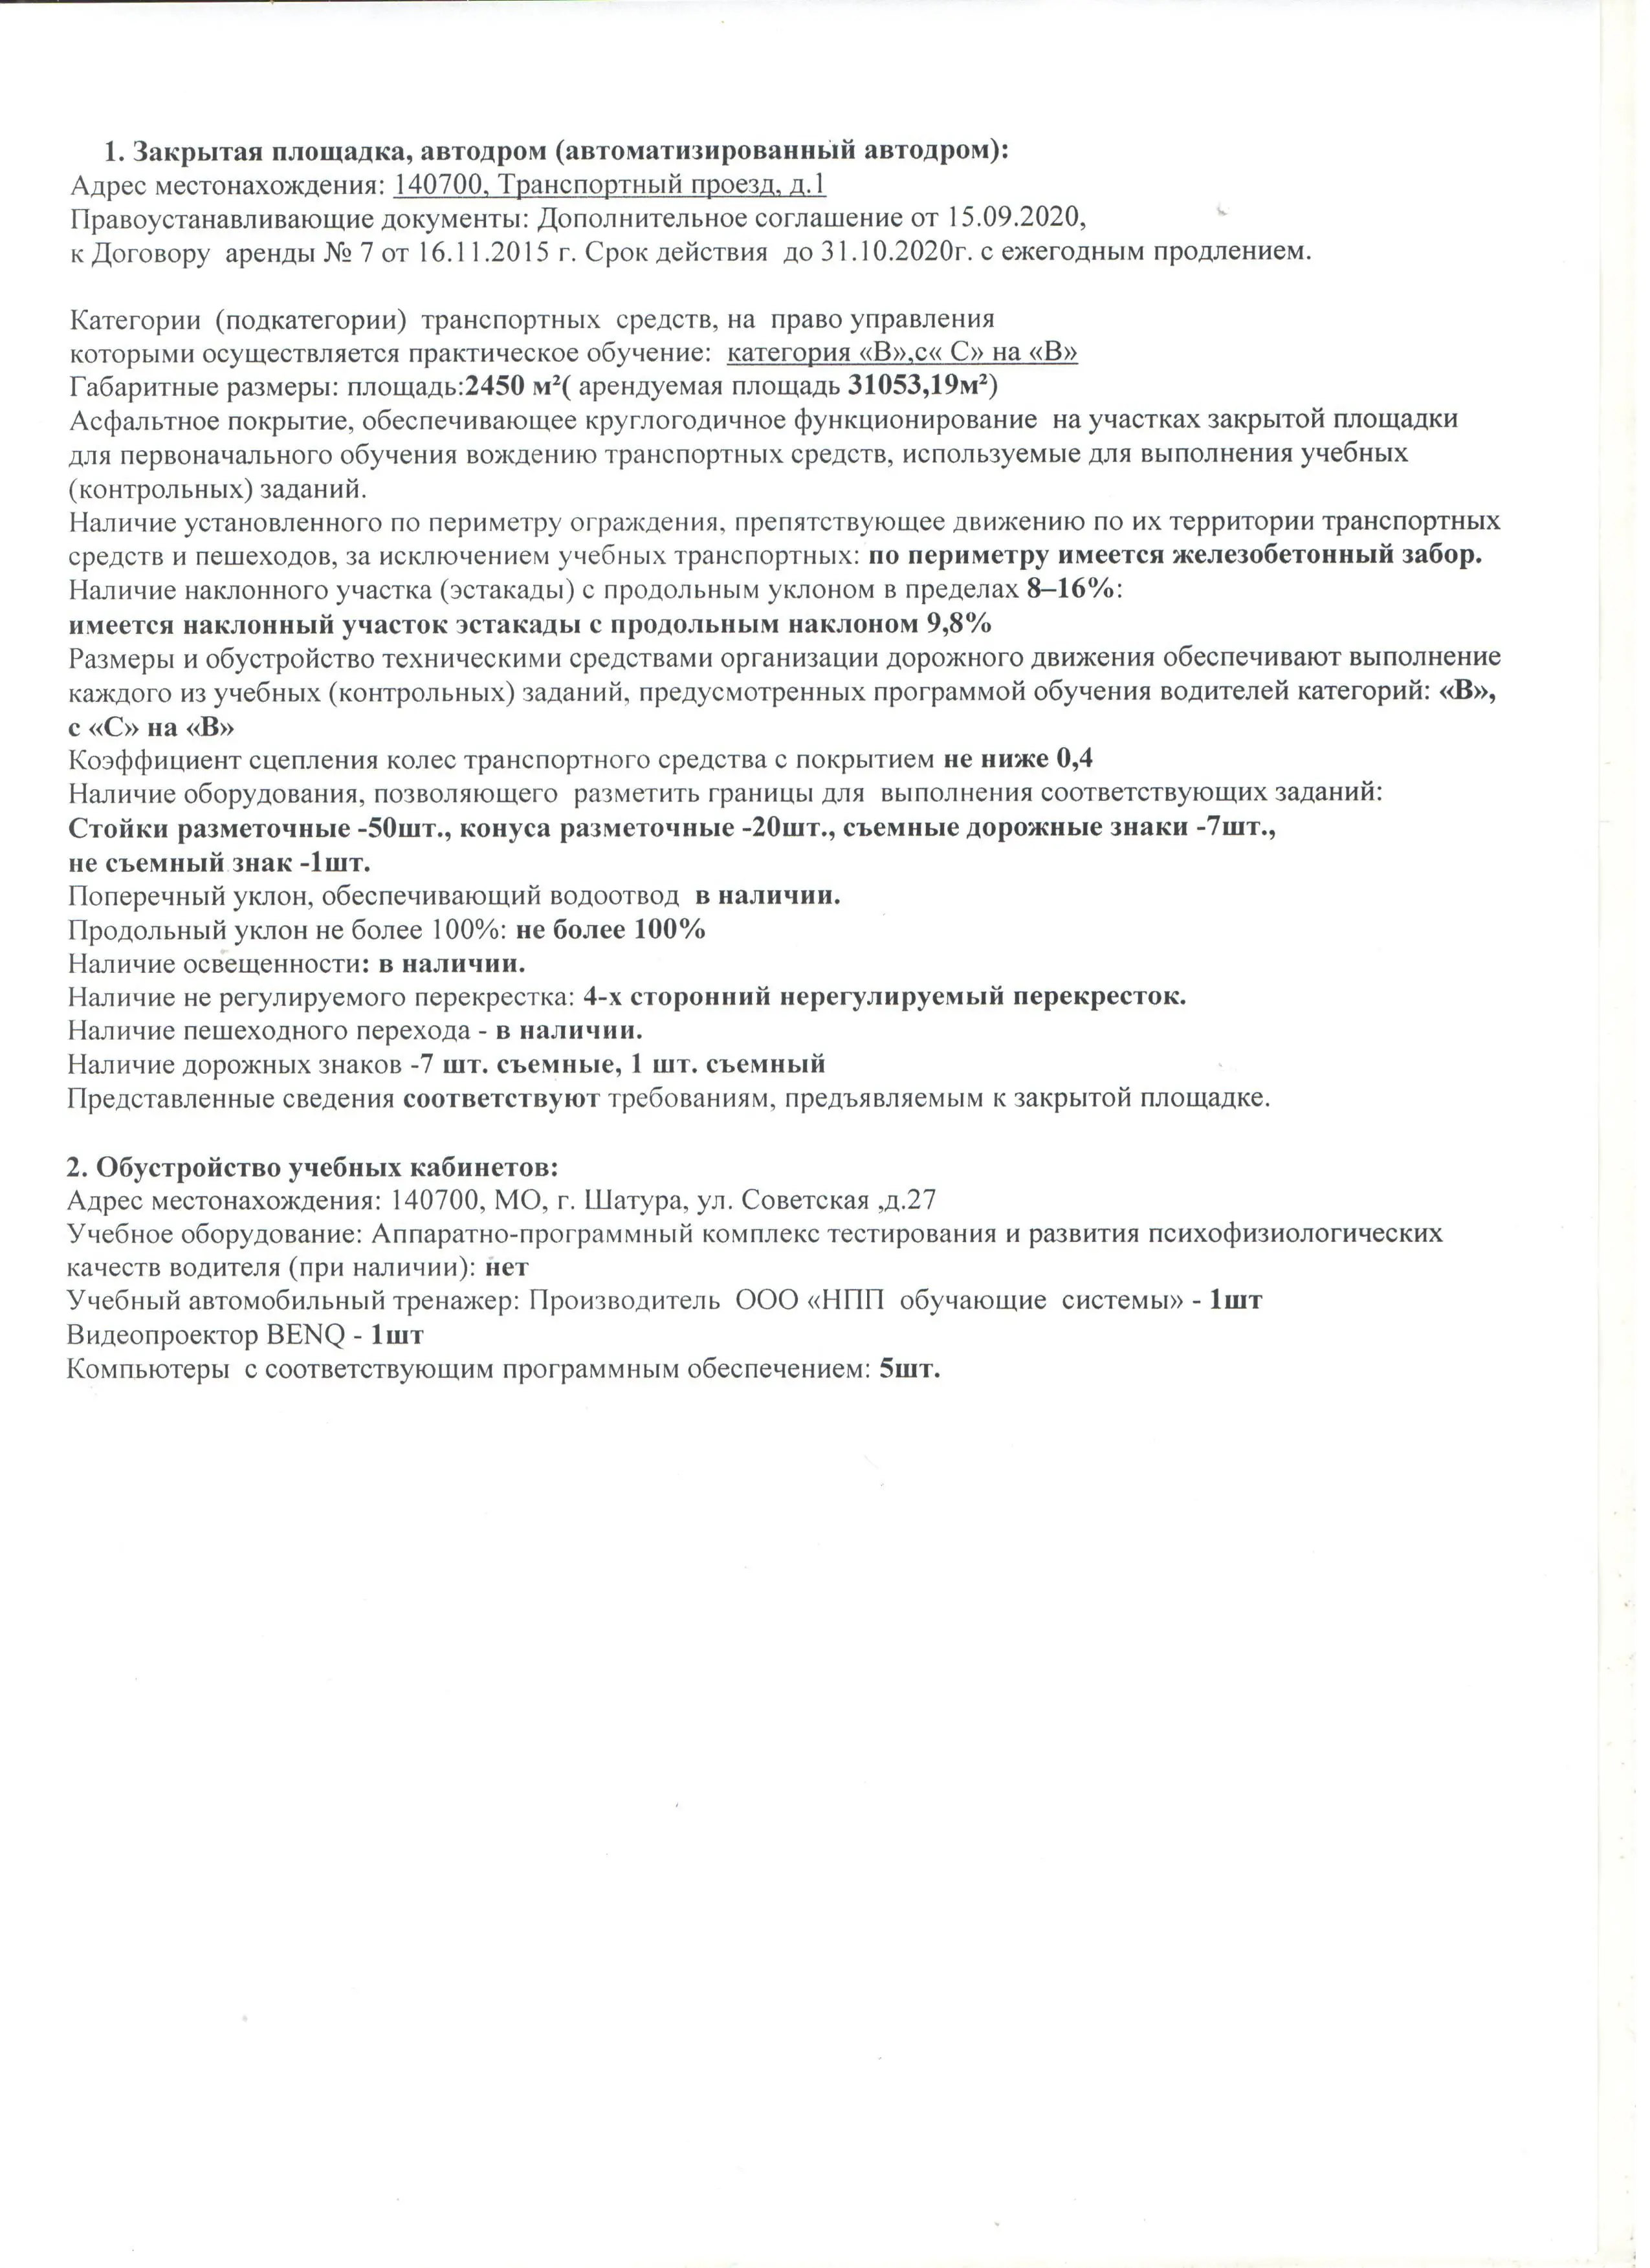 1. Закрытая площадка, автодром (автоматизированный автодром):
Адрес местонахождения: 140700, Транспортный проезд, д.1
Правоустанавливающие документы: Дополнительное соглашение от 15.09.2020,
к Договору аренды № 7 от 16.11.2015 г. Срок действия до 31.10.2020г. с ежегодным продлением.
Категории (подкатегории) транспортных средств, на право управления
которыми осуществляется практическое обучение: категория «В»,с« С» на «В»
Габаритные размеры: площадь:2450 м²( арендуемая площадь 31053,19м²)
Асфальтное покрытие, обеспечивающее круглогодичное функционирование на участках закрытой площадки
для первоначального обучения вождению транспортных средств, используемые для выполнения учебных
(контрольных) заданий.
Наличие установленного по периметру ограждения, препятствующее движению по их территории транспортных
средств и пешеходов, за исключением учебных транспортных: по периметру имеется железобетонный забор.
Наличие наклонного участка (эстакады) с продольным уклоном в пределах 8–16%:
имеется наклонный участок эстакады с продольным наклоном 9,8%
Размеры и обустройство техническими средствами организации дорожного движения обеспечивают выполнение
каждого из учебных (контрольных) заданий, предусмотренных программой обучения водителей категорий: «В»,
с «С» на «В»
Коэффициент сцепления колес транспортного средства с покрытием не ниже 0,4
Наличие оборудования, позволяющего разметить границы для выполнения соответствующих заданий:
Стойки разметочные -50шт., конуса разметочные -20шт., съемные дорожные знаки -7шт.,
не съемный знак -1шт.
Поперечный уклон, обеспечивающий водоотвод в наличии.
Продольный уклон не более 100%: не более 100%
Наличие освещенности: в наличии.
Наличие не регулируемого перекрестка: 4-х сторонний нерегулируемый перекресток.
Наличие пешеходного перехода - в наличии.
Наличие дорожных знаков -7 шт. съемные, 1 шт. съемный
Представленные сведения соответствуют требованиям, предъявляемым к закрытой площадке.
2. Обустройство учебных кабинетов:
Адрес местонахождения: 140700, МО, г. Шатура, ул. Советская ,д.27
Учебное оборудование: Аппаратно-программный комплекс тестирования и развития психофизиологических
качеств водителя (при наличии): нет
Учебный автомобильный тренажер: Производитель ООО «НПП обучающие системы» - 1шт
Видеопроектор BENQ - 1шт
Компьютеры с соответствующим программным обеспечением: 5шт.